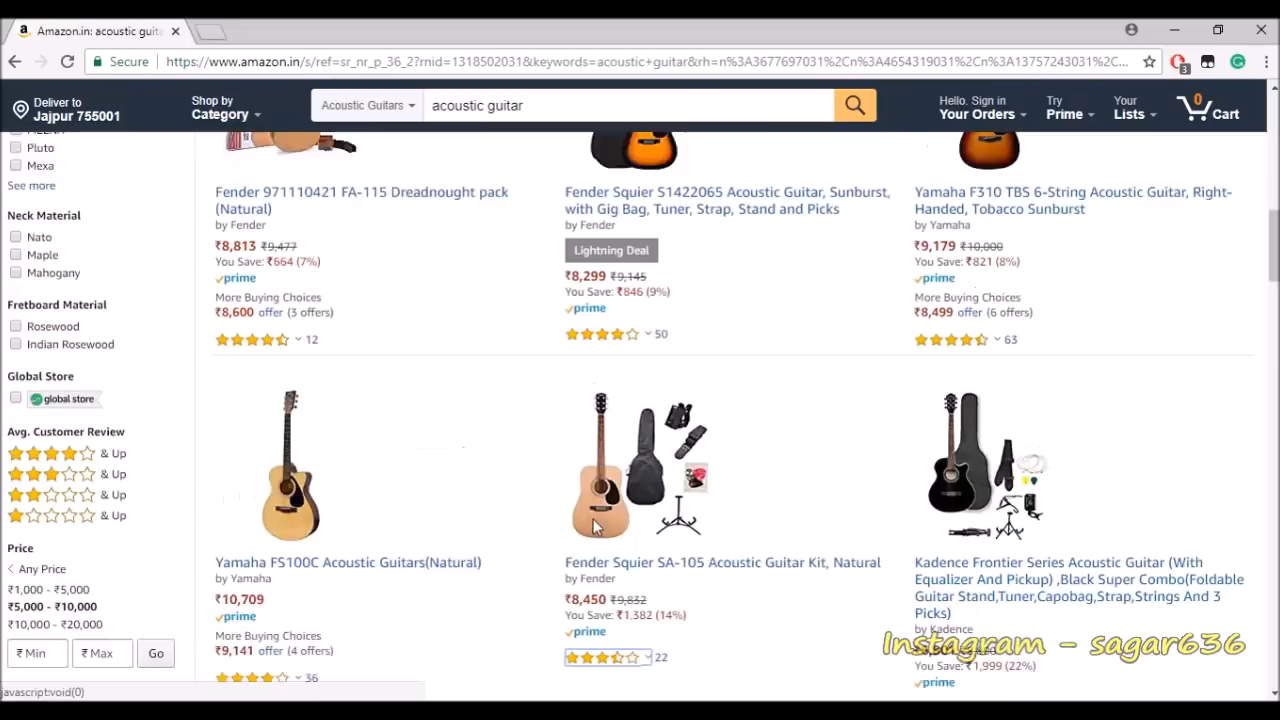 Amazon.in: acoustic guita
Secure
https://www.amazon.in/s/ref=sr_nr_p_36_2?rnid=1318502031&keywords=acoustic+guitar&rh=n%3A3677697031%2Cn%3A4654319031%2Cn%3A13757243031%2C...
3
Deliver to
Jajpur 755001
Shop by
Category
Acoustic Guitars
acoustic guitar
Hello. Sign in
Your Orders
Try
Prime
Your
Lists
0
Cart
Pluto
Mexa
See more
Neck Material
Nato
Maple
Mahogany
Fretboard Material
Rosewood
Indian Rosewood
Global Store
global store
Avg. Customer Review
& Up
& Up
& Up
& Up
Price
Any Price
₹1,000 - ₹5,000
₹5,000 - ₹10,000
₹10,000 - ₹20,000
₹ Min
₹ Max
Go
javascript:void(0)
Fender 971110421 FA-115 Dreadnought pack
(Natural)
by Fender
₹8,813 ₹9,477
You Save: ₹664 (7%)
prime
More Buying Choices
₹8,600 offer (3 offers)
12
Fender Squier S1422065 Acoustic Guitar, Sunburst,
with Gig Bag, Tuner, Strap, Stand and Picks
by Fender
Lightning Deal
₹8,299 ₹9,145
You Save: ₹846 (9%)
prime
50
Yamaha F310 TBS 6-String Acoustic Guitar, Right-
Handed, Tobacco Sunburst
by Yamaha
₹9,179 ₹10,000
You Save: ₹821 (8%)
prime
More Buying Choices
₹8,499 offer (6 offers)
63
Yamaha FS100C Acoustic Guitars(Natural)
by Yamaha
₹10,709
prime
More Buying Choices
₹9,141 offer (4 offers)
36
Fender Squier SA-105 Acoustic Guitar Kit, Natural
by Fender
₹8,450 ₹9,832
You Save: ₹1,382 (14%)
prime
22
Kadence Frontier Series Acoustic Guitar (With
Equalizer And Pickup) ,Black Super Combo(Foldable
Guitar Stand,Tuner,Capobag,Strap,Strings And 3
Picks)
by Kadence
You Save: ₹1,999 (22%)
prime
Instagram - sagar636